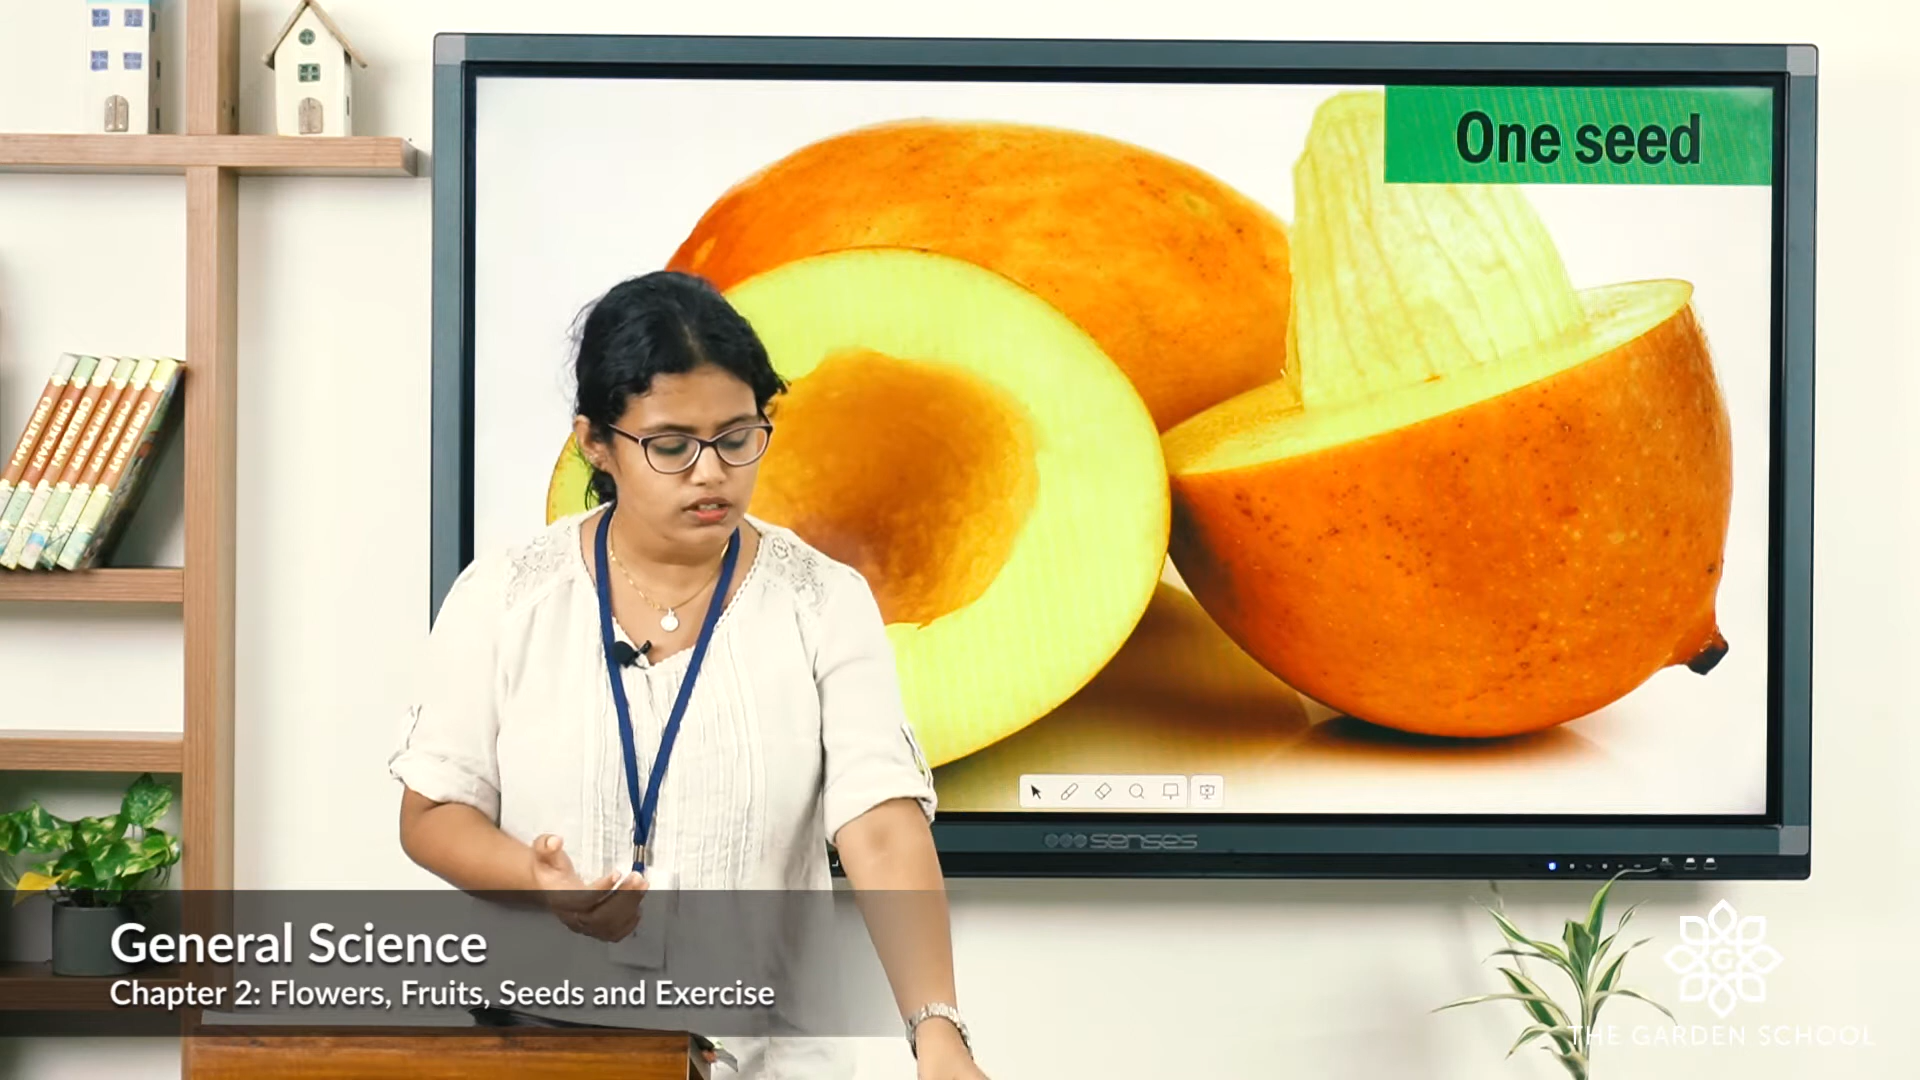 One seed
senses
General Science
Chapter 2: Flowers, Fruits, Seeds and Exercise
G
THE GARDEN SCHOOL